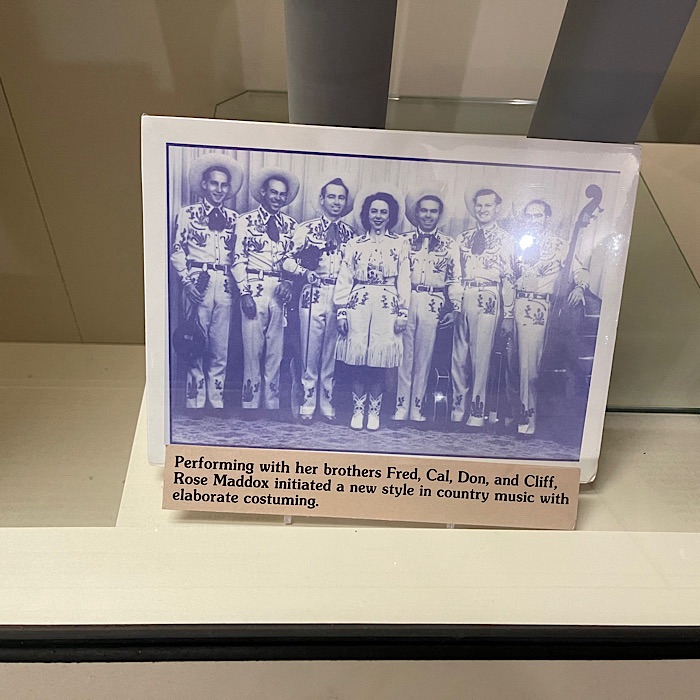 Performing with her brothers Fred, Cal, Don, and Cliff,
Rose Maddox initiated a new style in country music with
elaborate costuming.